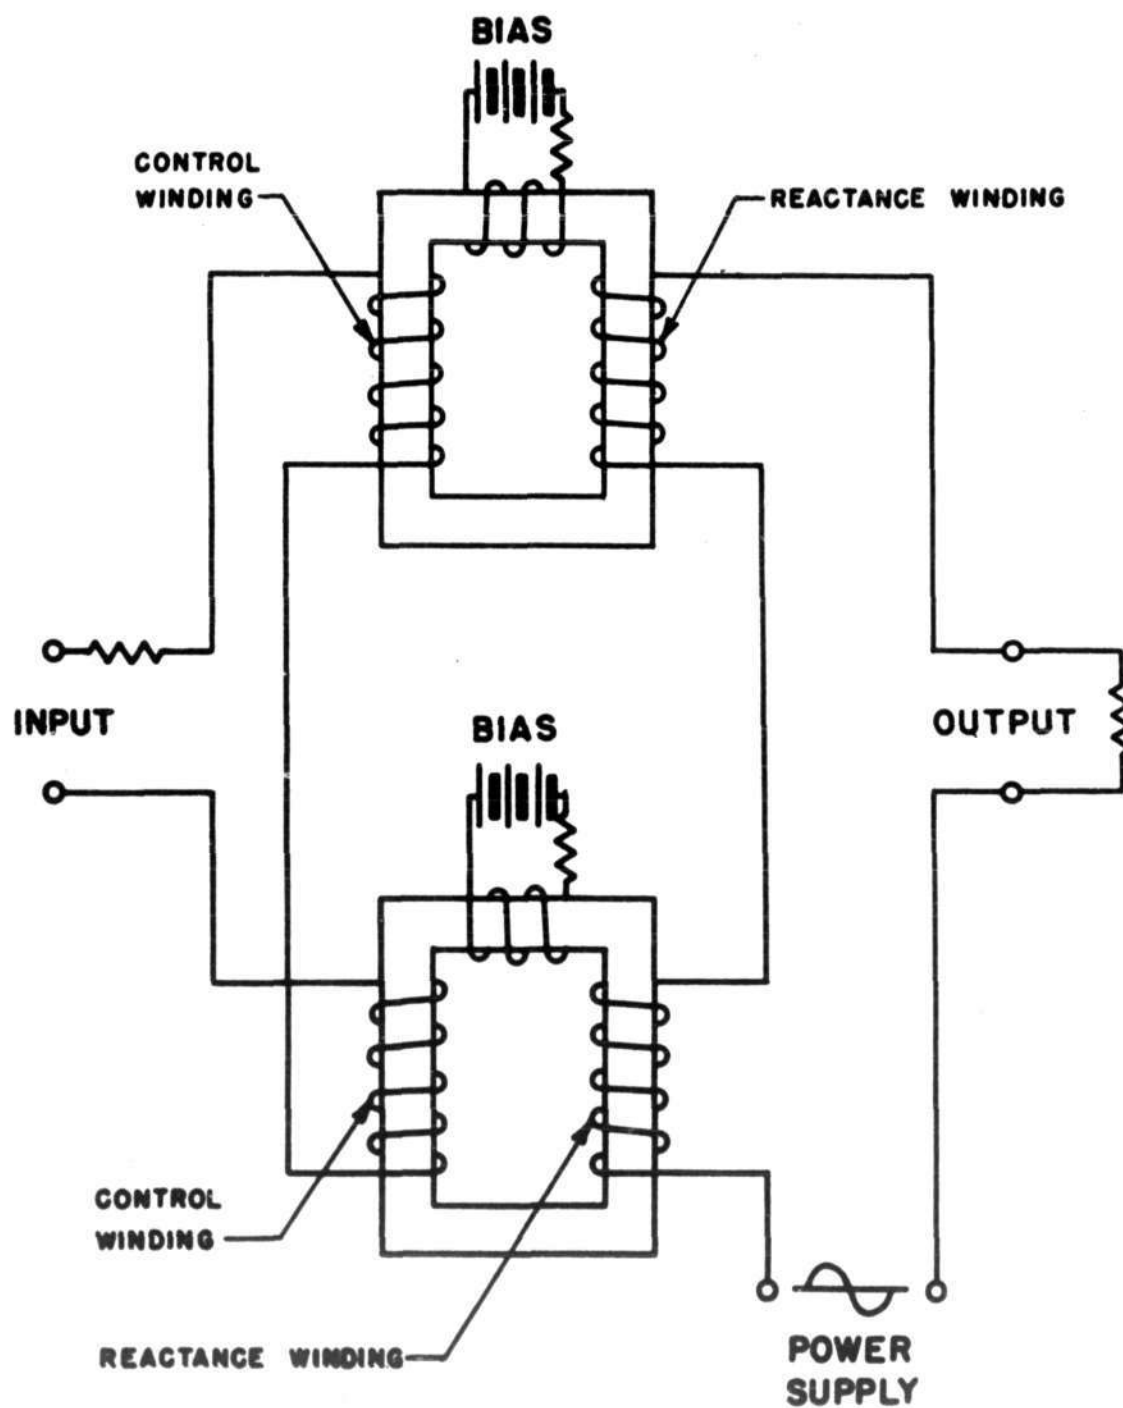 BIAS
CONTROL
WINDING
REACTANCE WINDING
INPUT
BIAS
OUTPUT
CONTROL
WINDING
REACTANCE WINDING
POWER
SUPPLY